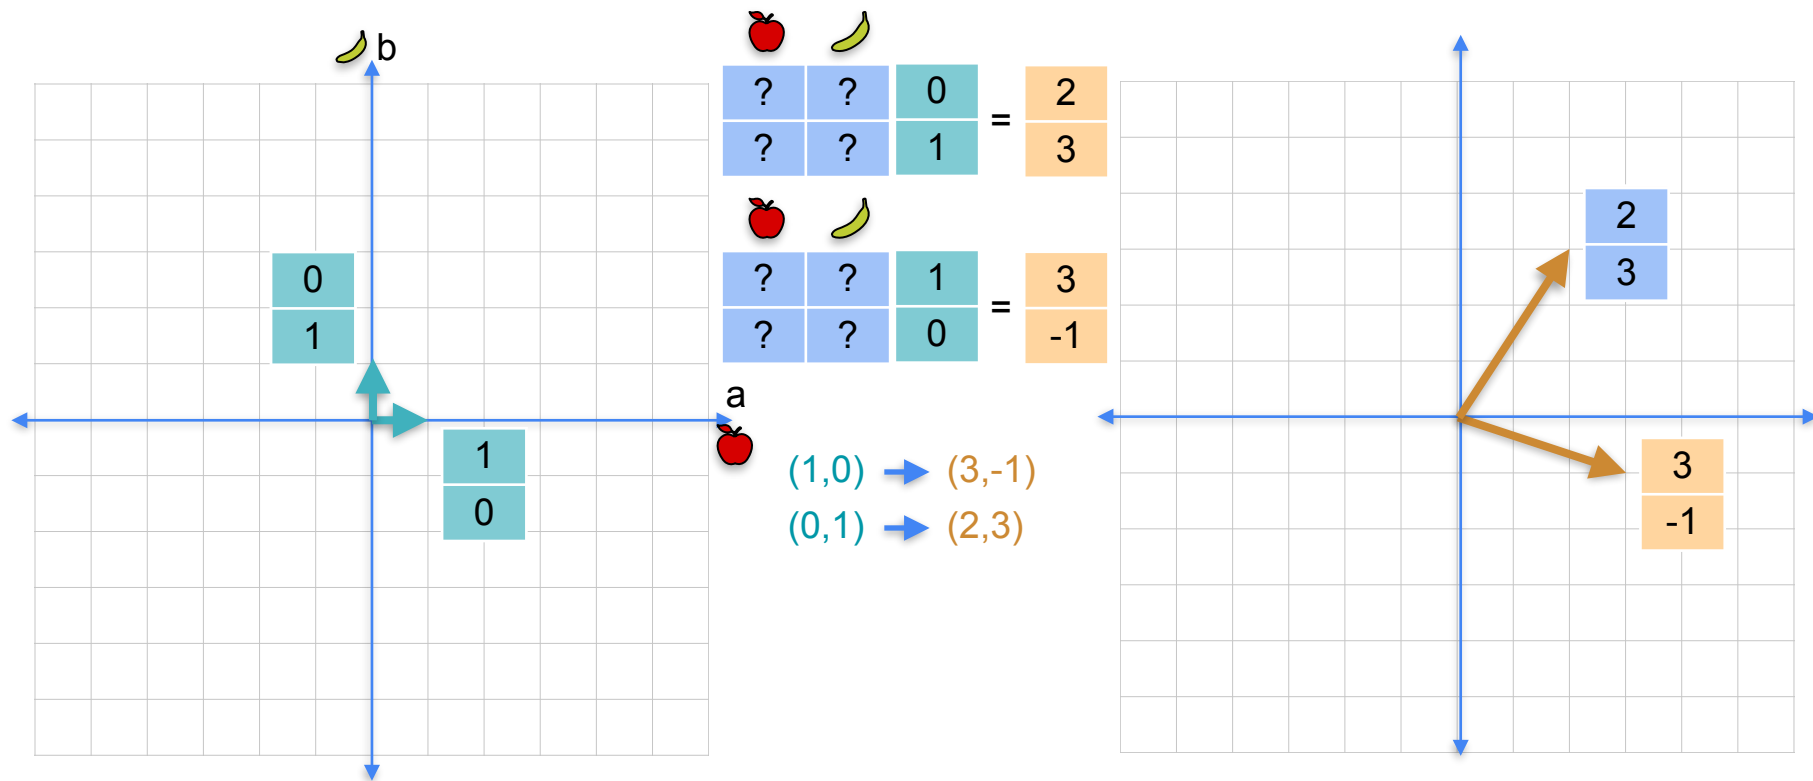 b
? ? 0 = 2
? ? 1 3
? ? 1 = 3
? ? 0 -1
0
1
a
1
0
(1,0) (3,-1)
(0,1) (2,3)
2
3
3
-1